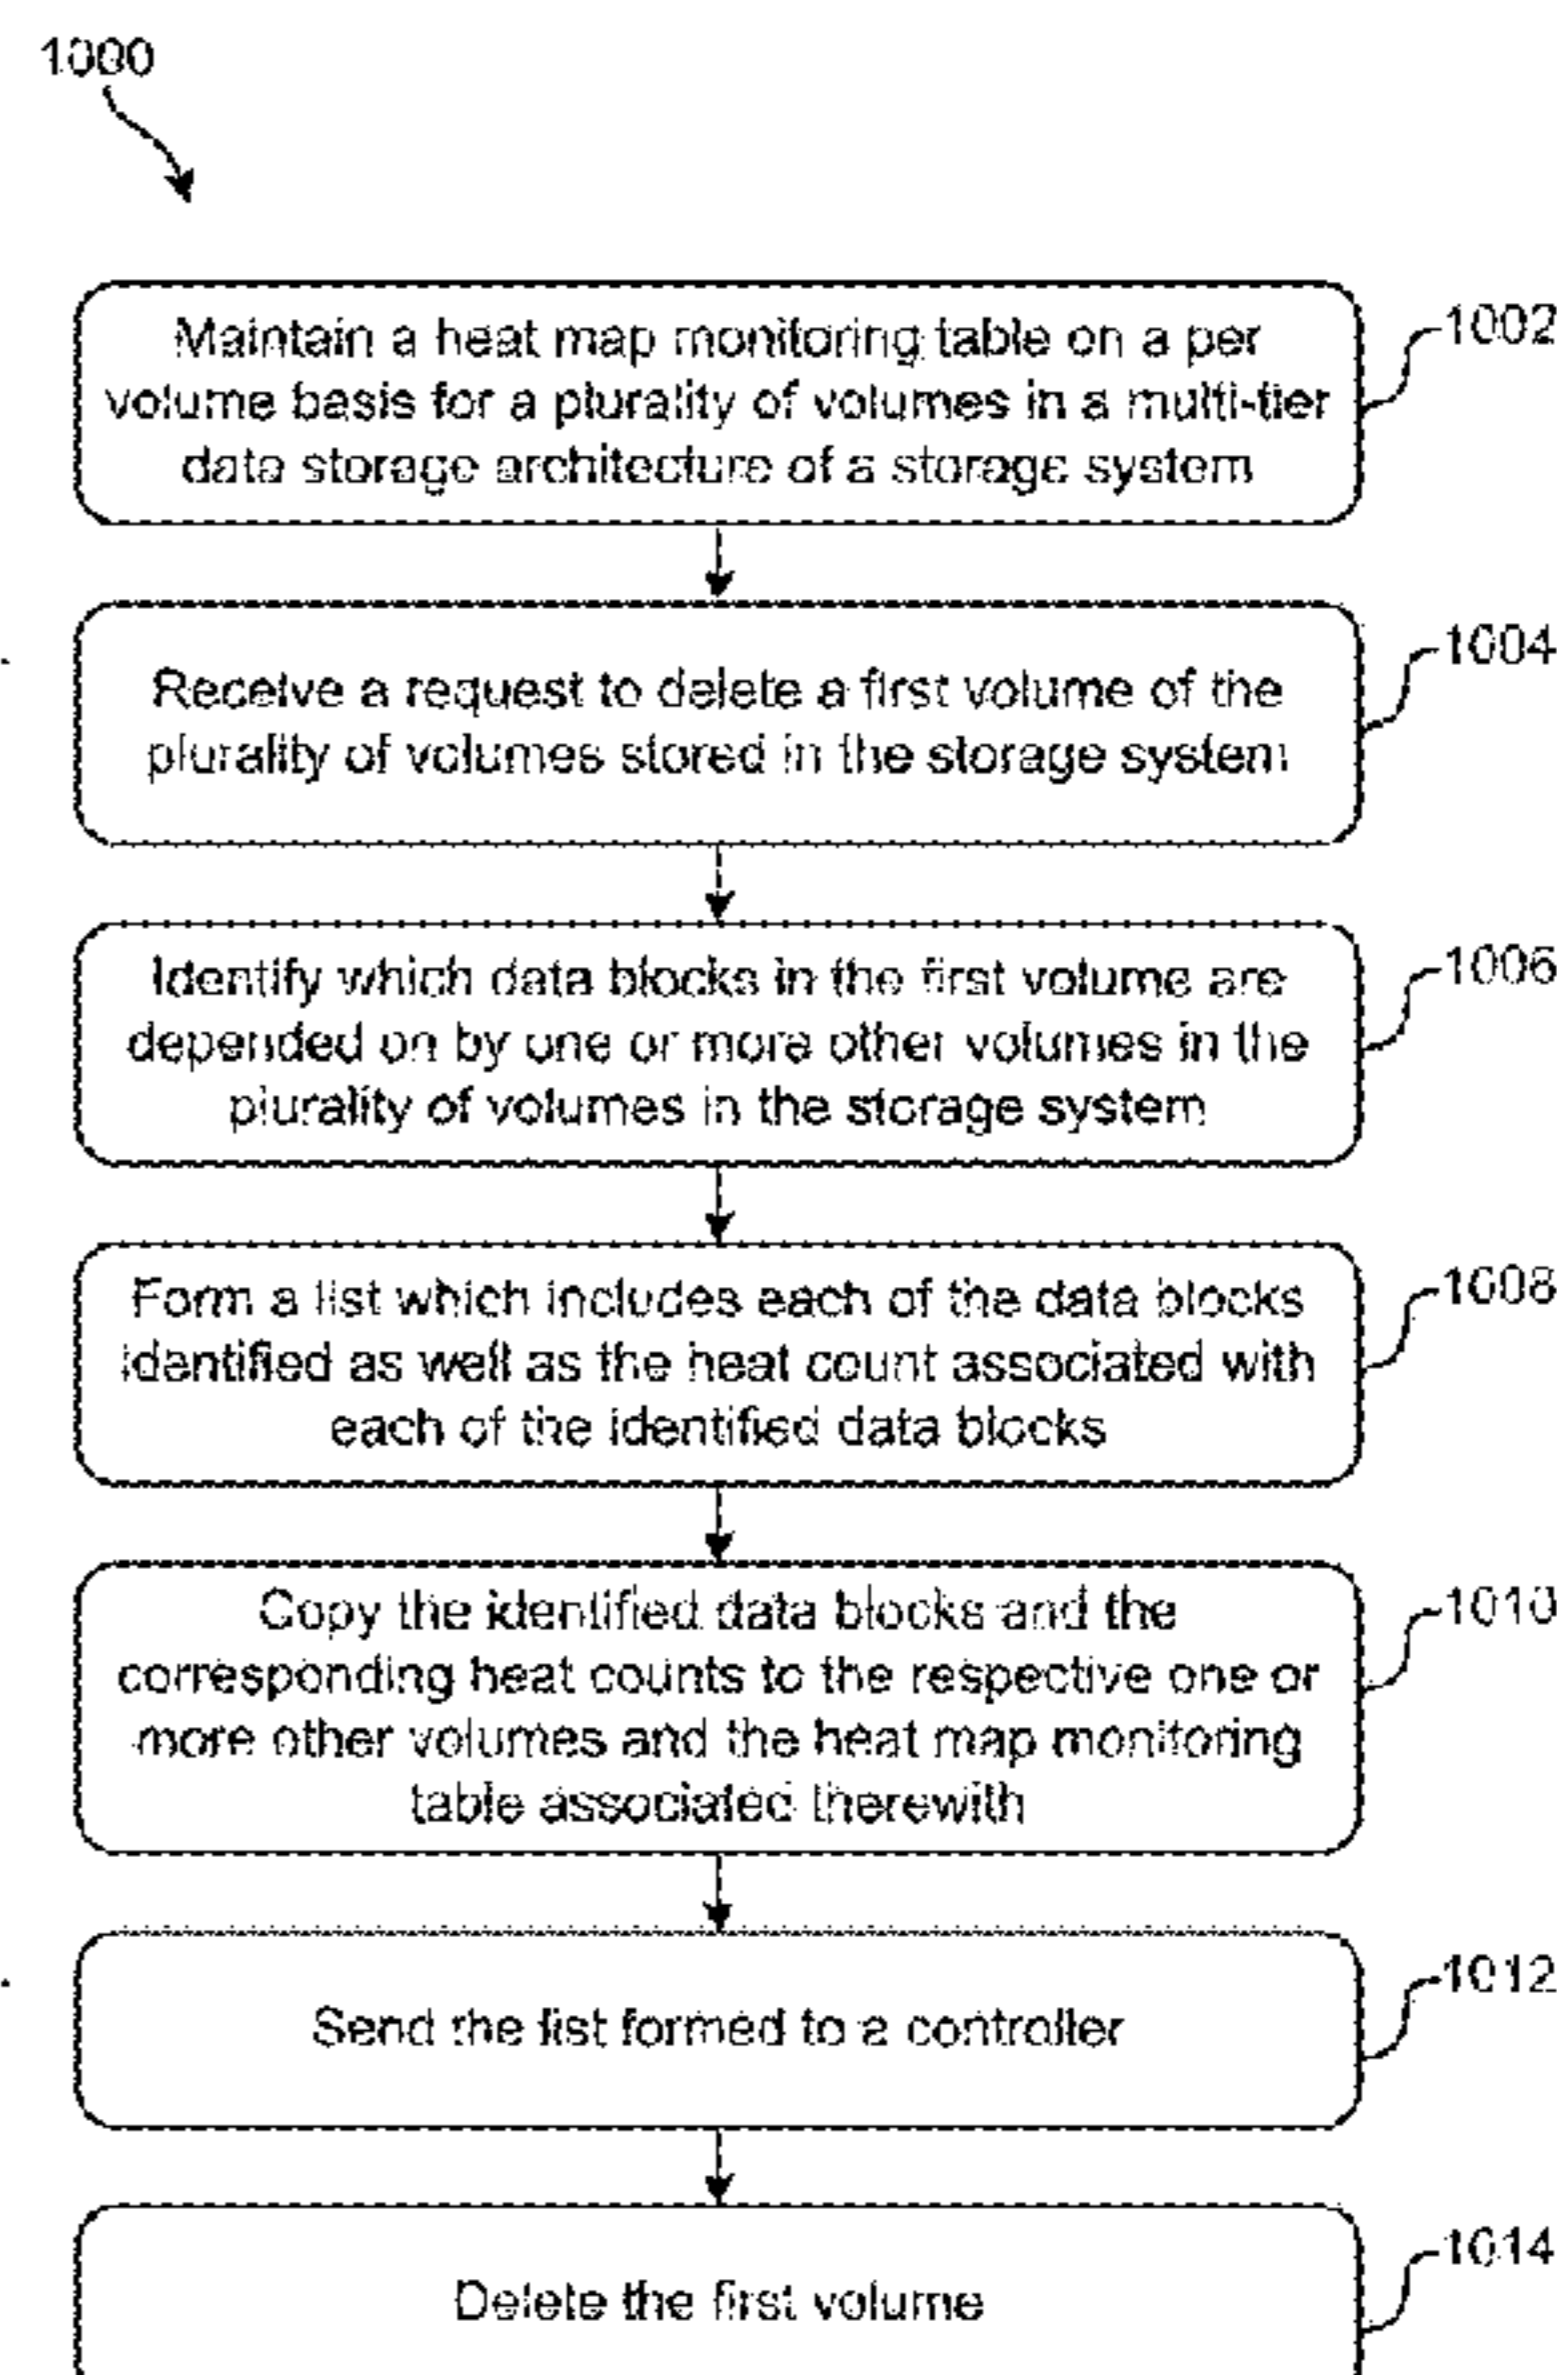 1000
Maintain a heat map monitoring table on a per
volume basis for a plurality of volumes in a multi-tier
data storage architecture of a storage system
1002
Receive a request to delete a first volume of the
plurality of volumes stored in the storage system
1004
Identify which data blocks in the first volume are
depended on by one or more other volumes in the
plurality of volumes in the storage system
1006
Form a list which includes each of the data blocks
identified as well as the heat count associated with
each of the identified data blocks
1008
Copy the identified data blocks and the
corresponding heat counts to the respective one or
more other volumes and the heat map monitoring
table associated therewith
1010
Send the list formed to a controller
1012
Delete the first volume
1014